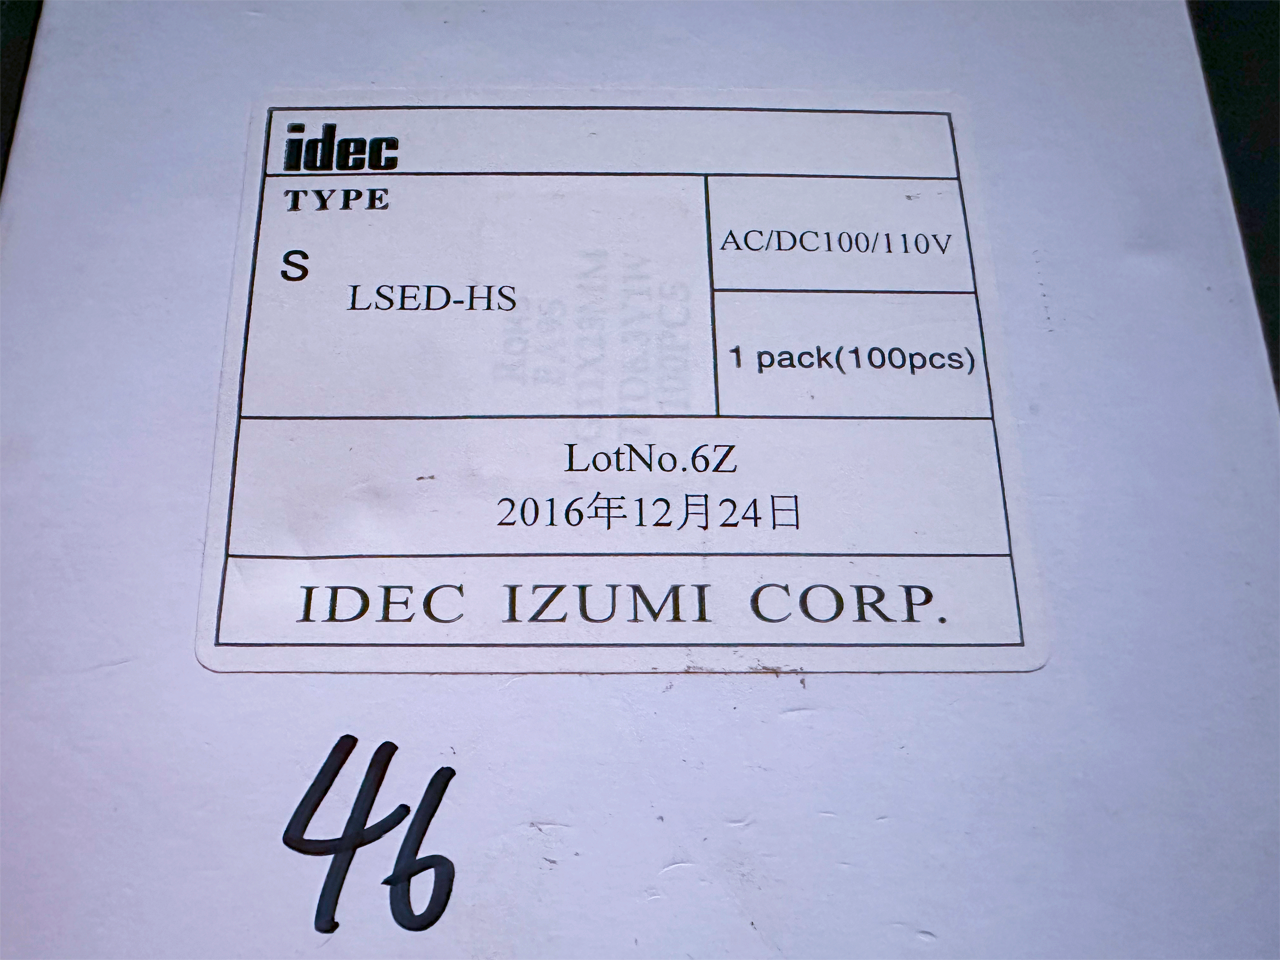 idec
TYPE
S
LSED-HS
AC/DC100/110V
1 pack(100pcs)
LotNo.6Z
2016年12月24日
IDEC IZUMI CORP.
46